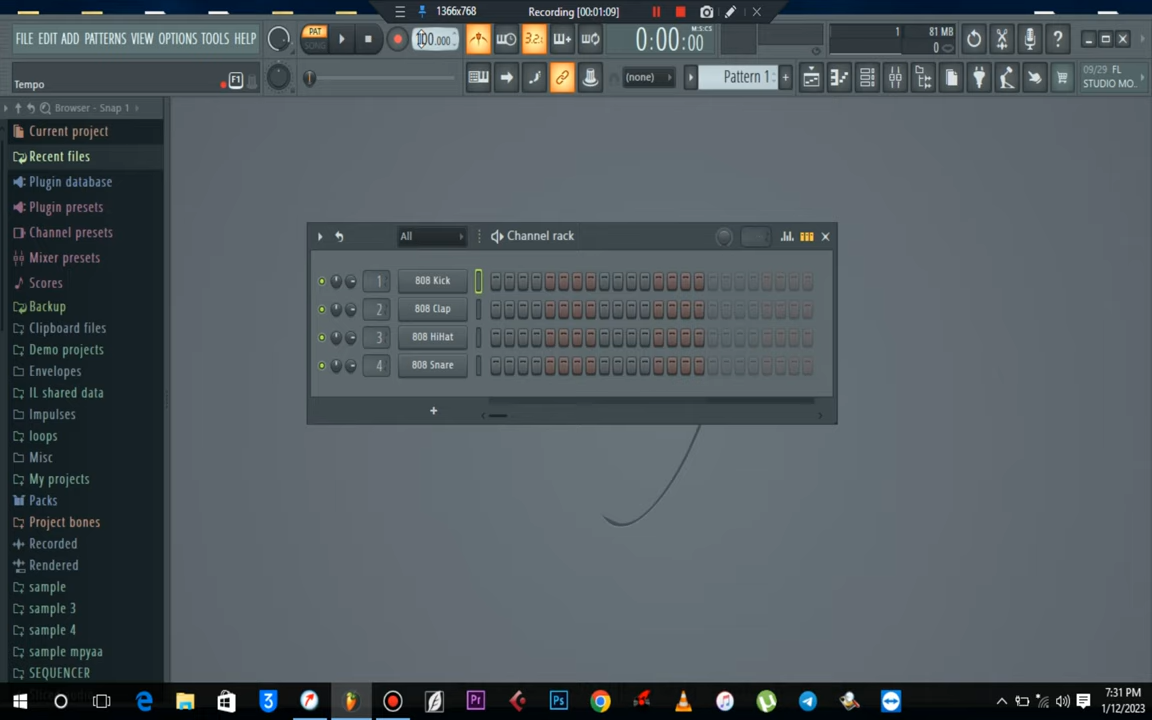 1366x768
Recording [00:01:09]
FILE EDIT ADD PATTERNS VIEW OPTIONS TOOLS HELP
PAT
SONG
100.000
3.2.
0:00:00
M:S:CS
1
81 MB
0
Tempo
F1
(none)
Pattern 1
+
09/29 FL
STUDIO MO..
Browser - Snap 1
Current project
Recent files
Plugin database
Plugin presets
Channel presets
Mixer presets
Scores
Backup
Clipboard files
Demo projects
Envelopes
IL shared data
Impulses
loops
Misc
My projects
Packs
Project bones
Recorded
Rendered
sample
sample 3
sample 4
sample mpyaa
SEQUENCER
All
Channel rack
1 808 Kick
2 808 Clap
3 808 HiHat
4 808 Snare
+
7:31 PM
1/12/2023